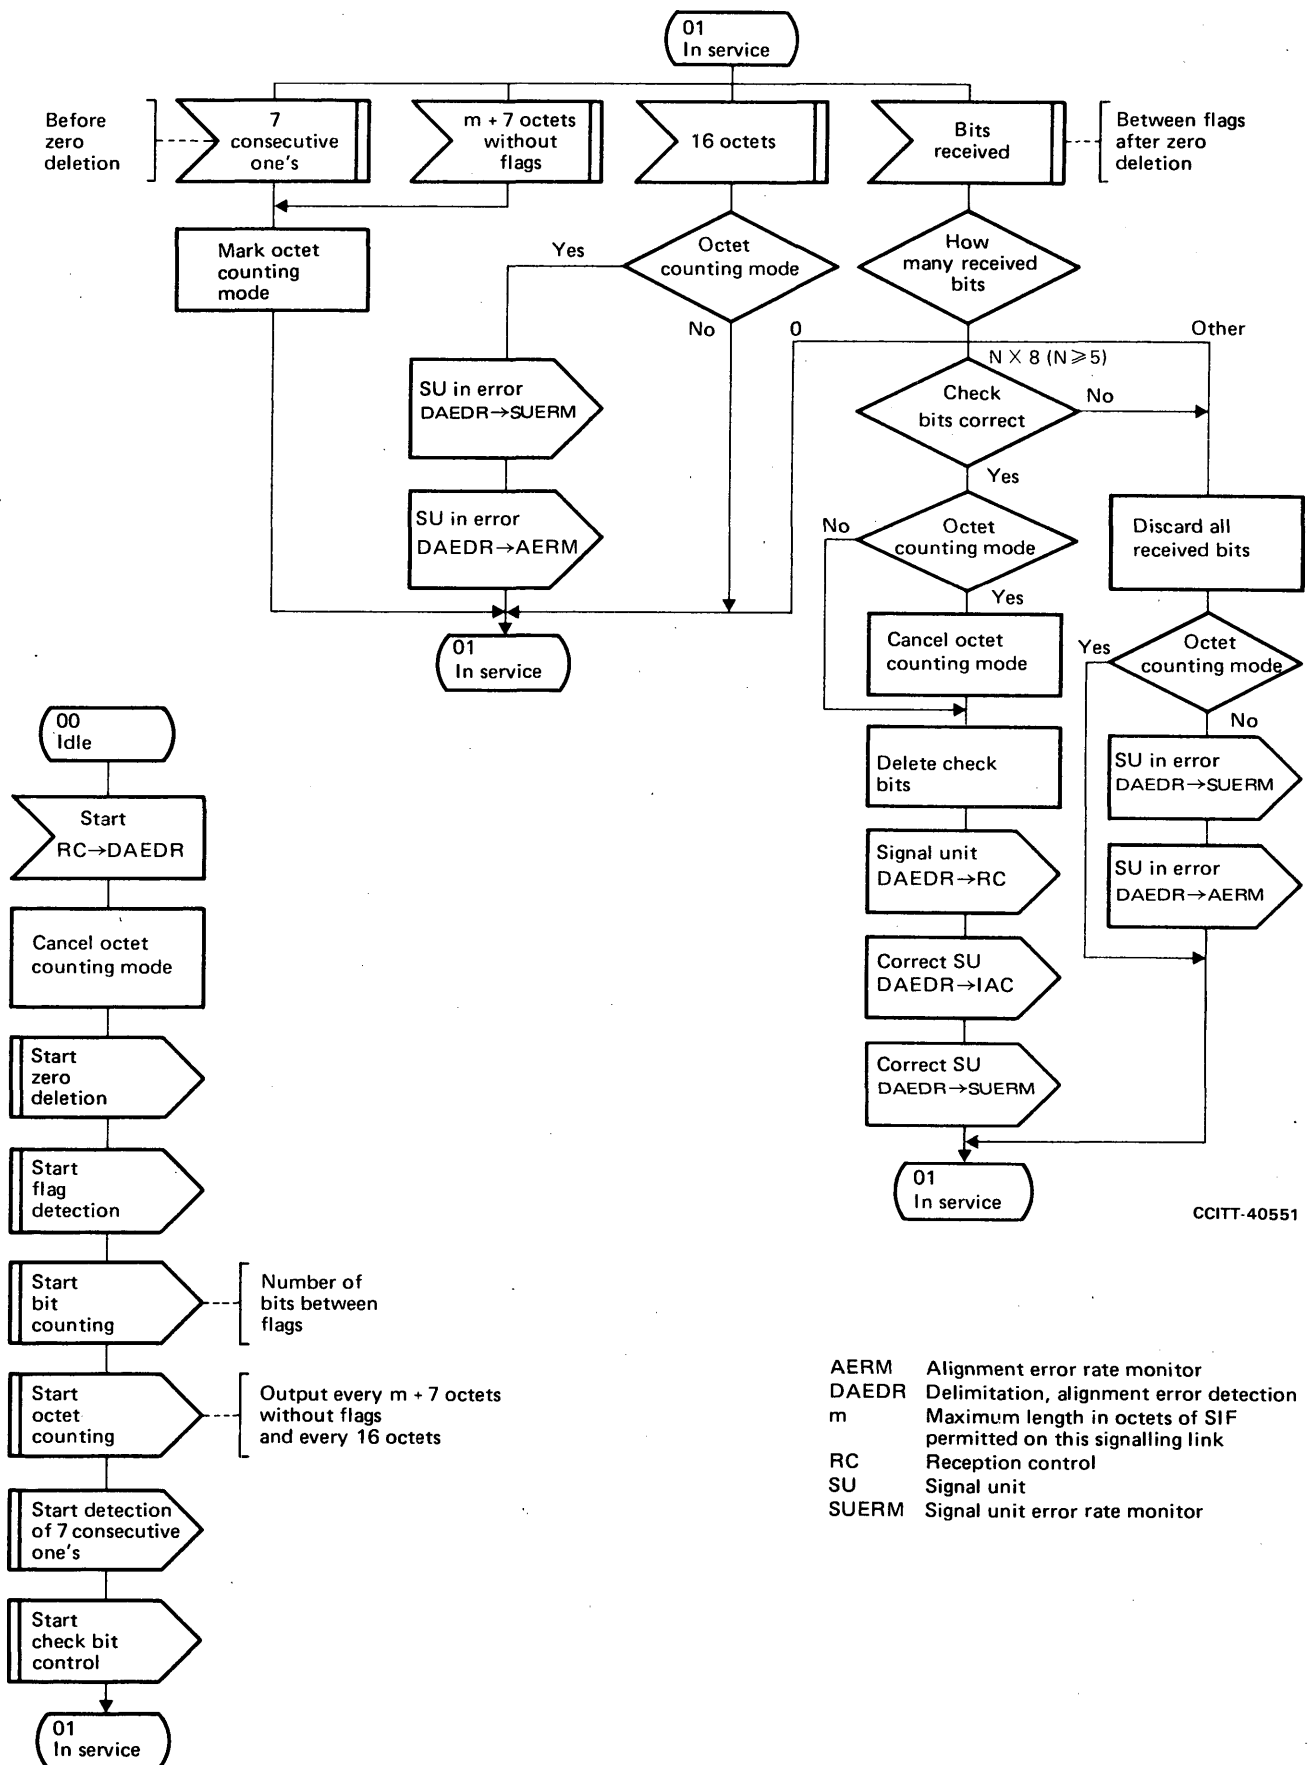 01
In service
Before
zero
deletion
7
consecutive
one's
m + 7 octets
without
flags
16 octets
Bits
received
Between flags
after zero
deletion
Mark octet
counting
mode
Yes
Octet
counting mode
No
How
many received
bits
0
Other
N X 8 (N⩾5)
SU in error
DAEDR→SUERM
SU in error
DAEDR→AERM
01
In service
Check
bits correct
No
Yes
No
Octet
counting mode
Yes
Cancel octet
counting mode
Delete check
bits
Signal unit
DAEDR→RC
Correct SU
DAEDR→IAC
Correct SU
DAEDR→SUERM
01
In service
Discard all
received bits
Yes
Octet
counting mode
No
SU in error
DAEDR→SUERM
SU in error
DAEDR→AERM
CCITT-40551
00
Idle
Start
RC→DAEDR
Cancel octet
counting mode
Start
zero
deletion
Start
flag
detection
Start
bit
counting
Number of
bits between
flags
Start
octet
counting
Output every m + 7 octets
without flags
and every 16 octets
Start detection
of 7 consecutive
one's
Start
check bit
control
01
In service
AERM Alignment error rate monitor
DAEDR Delimitation, alignment error detection
m Maximum length in octets of SIF
permitted on this signalling link
RC Reception control
SU Signal unit
SUERM Signal unit error rate monitor